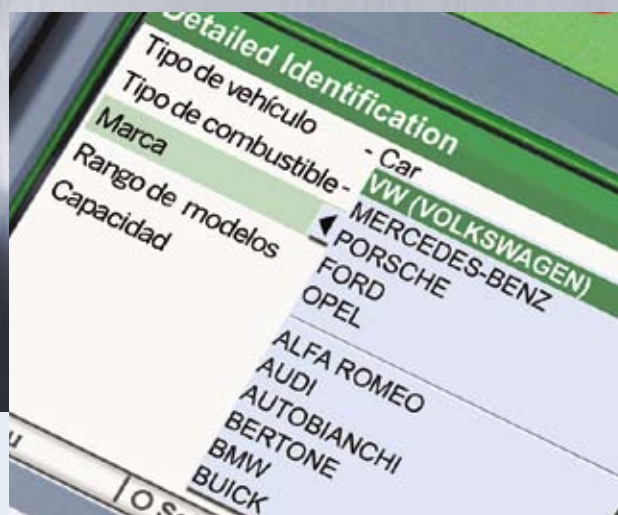 Detailed Identification
Tipo de vehículo - Car
Tipo de combustible -
Marca
Rango de modelos
Capacidad
VW (VOLKSWAGEN)
MERCEDES-BENZ
PORSCHE
FORD
OPEL
ALFA ROMEO
AUDI
AUTOBIANCHI
BERTONE
BMW
BUICK